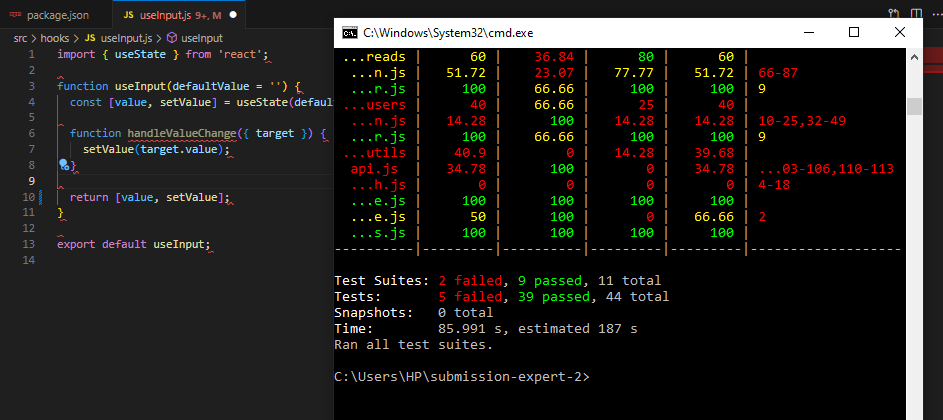 package.json
JS useInput.js 9+, M
src > hooks > JS useInput.js > useInput
1 import { useState } from 'react';
2
3 function useInput(defaultValue = '') {
4 const [value, setValue] = useState(defau
5
6 function handleValueChange({ target }) {
7 setValue(target.value);
8 }
9
10 return [value, setValue];
11 }
12
13 export default useInput;
14
C:\Windows\System32\cmd.exe
...reads | 60 | 36.84 | 80 | 60 |
...n.js | 51.72 | 23.07 | 77.77 | 51.72 | 66-87
...r.js | 100 | 66.66 | 100 | 100 | 9
...users | 40 | 66.66 | 25 | 40 |
...n.js | 14.28 | 100 | 14.28 | 14.28 | 10-25,32-49
...r.js | 100 | 66.66 | 100 | 100 | 9
...utils | 40.9 | 0 | 14.28 | 39.68 |
api.js | 34.78 | 100 | 0 | 34.78 | ...03-106,110-113
...h.js | 0 | 0 | 0 | 0 | 4-18
...e.js | 100 | 100 | 100 | 100 |
...e.js | 50 | 100 | 0 | 66.66 | 2
...s.js | 100 | 100 | 100 | 100 |
----------|---------|----------|---------|---------|-------------------
Test Suites: 2 failed, 9 passed, 11 total
Tests: 5 failed, 39 passed, 44 total
Snapshots: 0 total
Time: 85.991 s, estimated 187 s
Ran all test suites.
C:\Users\HP\submission-expert-2>